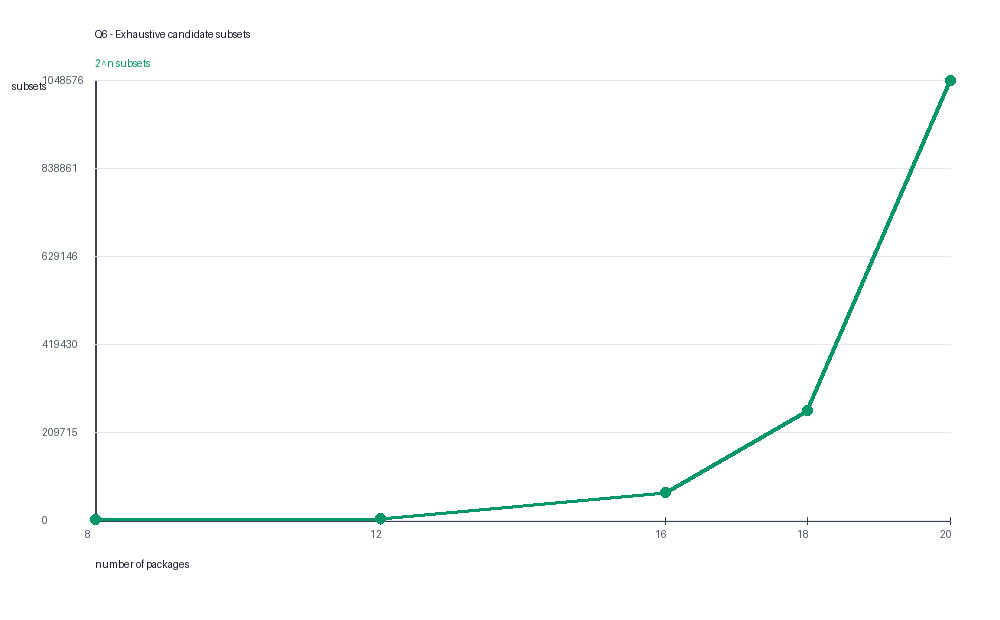 Q6 - Exhaustive candidate subsets
2^n subsets
1048576
subsets
838861
629146
419430
209715
0
8 12 16 18 20
number of packages